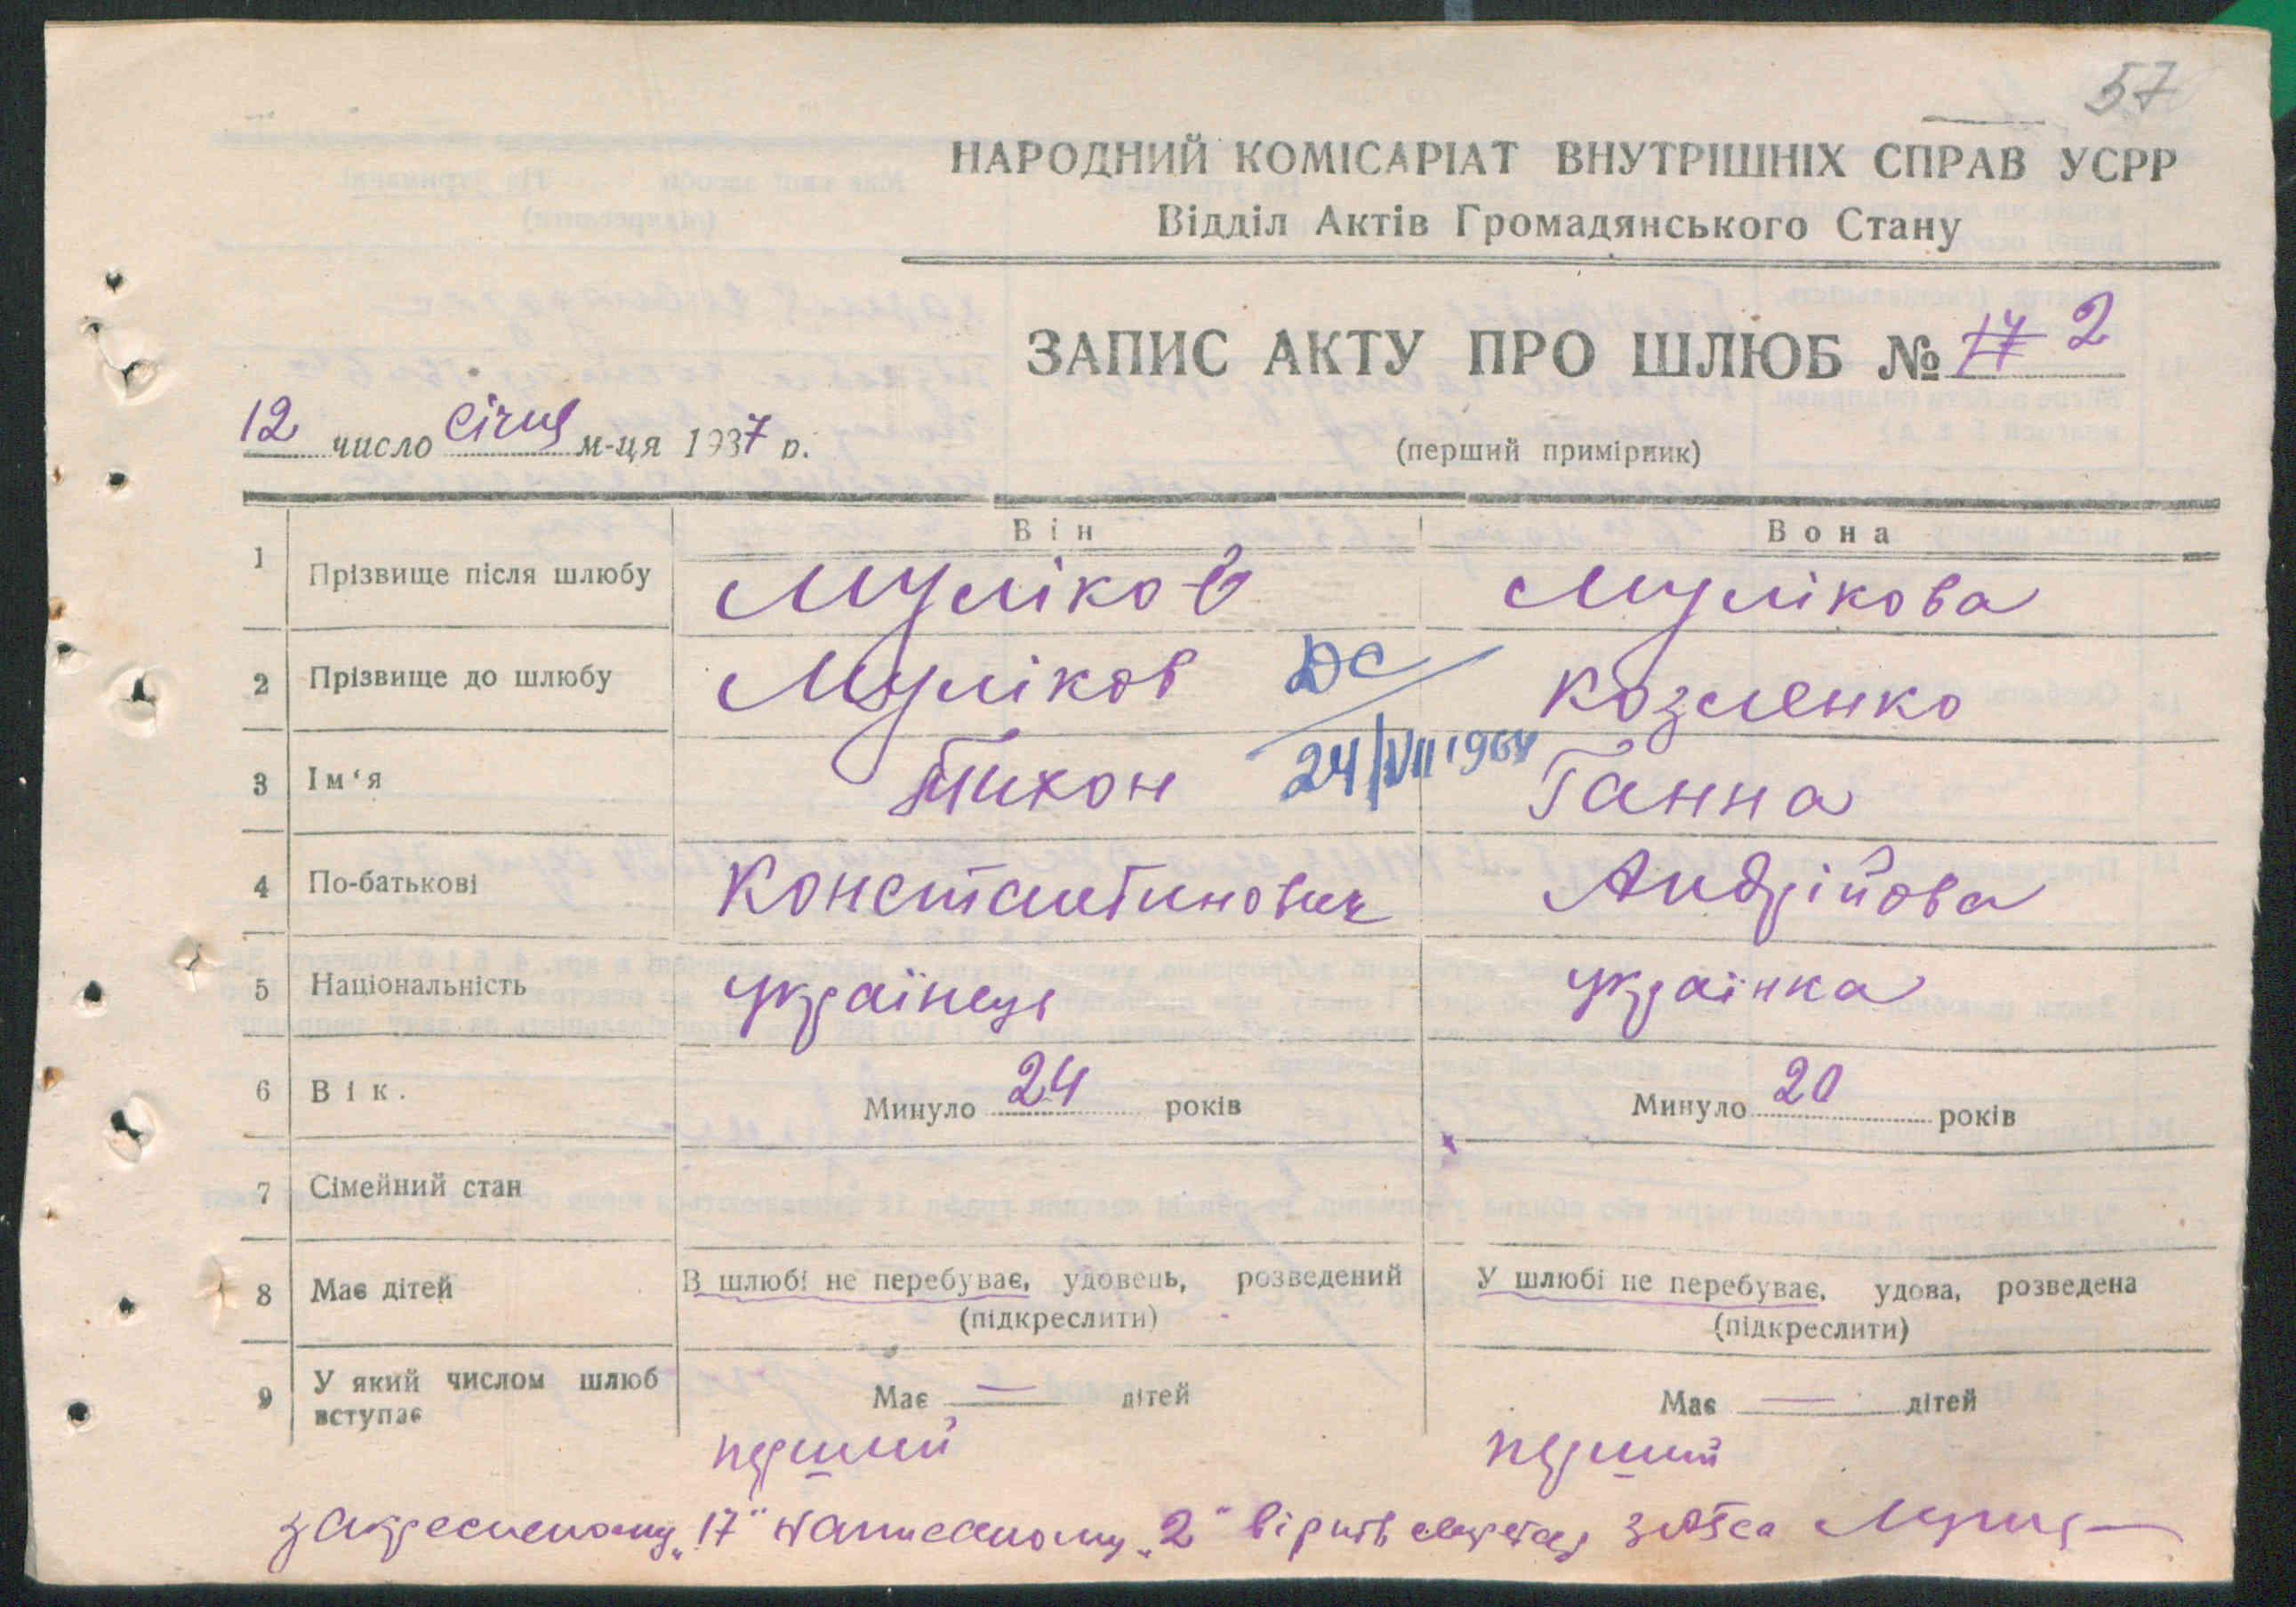 57
НАРОДНИЙ КОМІСАРІАТ ВНУТРІШНІХ СПРАВ УСРР
Відділ Актів Громадянського Стану
ЗАПИС АКТУ ПРО ШЛЮБ № 17 2
12 число Січня м-ця 1937 р.
(перший примірник)
Він Вона
1 Прізвище після шлюбу Муліков Мулікова
2 Прізвище до шлюбу Муліков Козленко
ДС
24/VII 1964
3 Ім‘я Тихон Ганна
4 По-батькові Константинович Андрійова
5 Національність українець українка
6 Вік. Минуло 24 років Минуло 20 років
7 Сімейний стан
8 Має дітей В шлюбі не перебуває, удовець, розведений У шлюбі не перебуває, удова, розведена
(підкреслити) (підкреслити)
9 У який числом шлюб вступає Має — дітей Має — дітей
перший перший
закресленому „17“ написаному „2“ вірить секретар